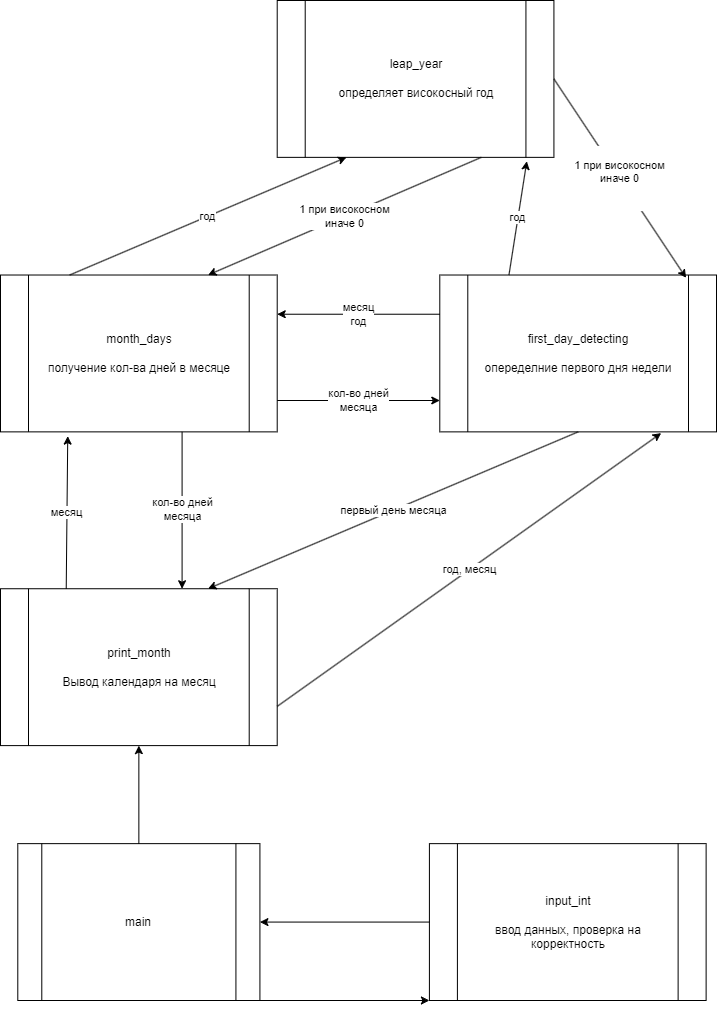 leap_year
определяет високосный год
1 при високосном
иначе 0
год
1 при високосном
иначе 0
год
month_days
получение кол-ва дней в месяце
месяц
год
first_day_detecting
опеределние первого дня недели
кол-во дней
месяца
месяц
кол-во дней
месяца
первый день месяца
год, месяц
print_month
Вывод календаря на месяц
main
input_int
ввод данных, проверка на
корректность